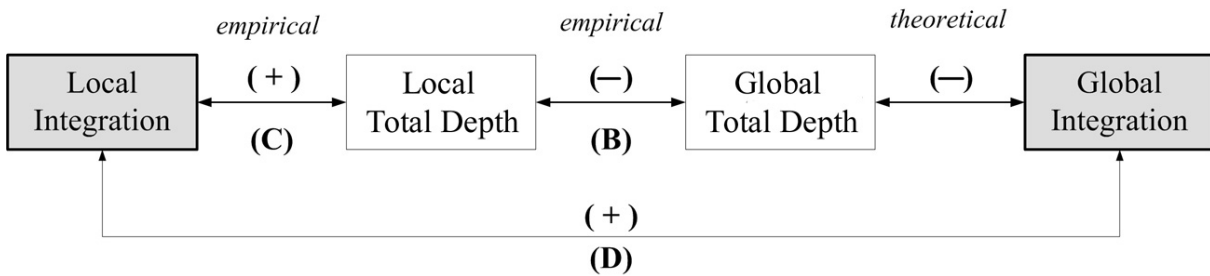 empirical
empirical
theoretical
Local
Integration
( + )
(C)
Local
Total Depth
(—)
(B)
Global
Total Depth
(—)
Global
Integration
( + )
(D)